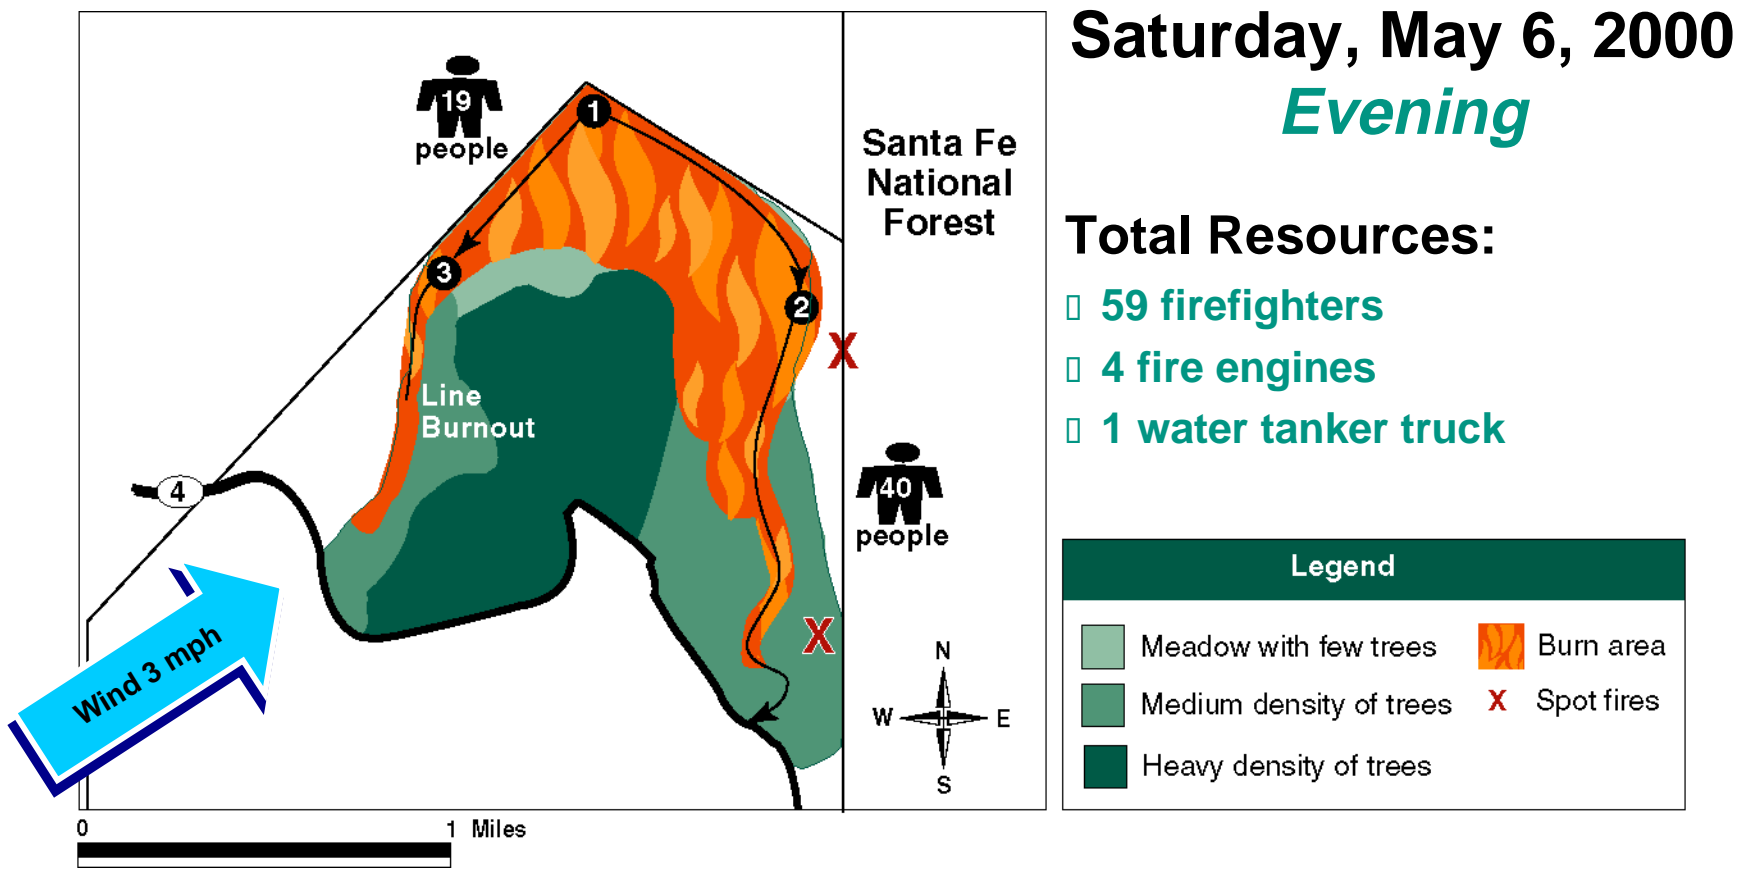 Saturday, May 6, 2000
Evening
19
people
1
Santa Fe
National
Forest
Total Resources:
59 firefighters
4 fire engines
1 water tanker truck
3
2
X
Line
Burnout
4
40
people
Wind 3 mph
X
N
W
E
S
Legend
Meadow with few trees
Burn area
Medium density of trees
X Spot fires
Heavy density of trees
0
1 Miles